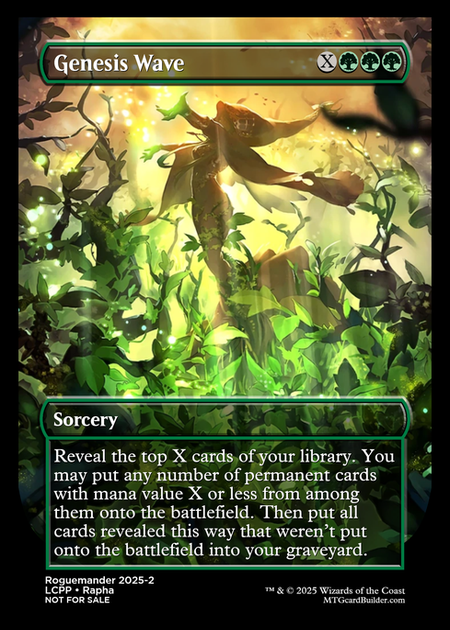 Genesis Wave X
Sorcery
Reveal the top X cards of your library. You
may put any number of permanent cards
with mana value X or less from among
them onto the battlefield. Then put all
cards revealed this way that weren't put
onto the battlefield into your graveyard.
Roguemander 2025-2
LCPP • Rapha
NOT FOR SALE
™ & © 2025 Wizards of the Coast
MTGcardBuilder.com